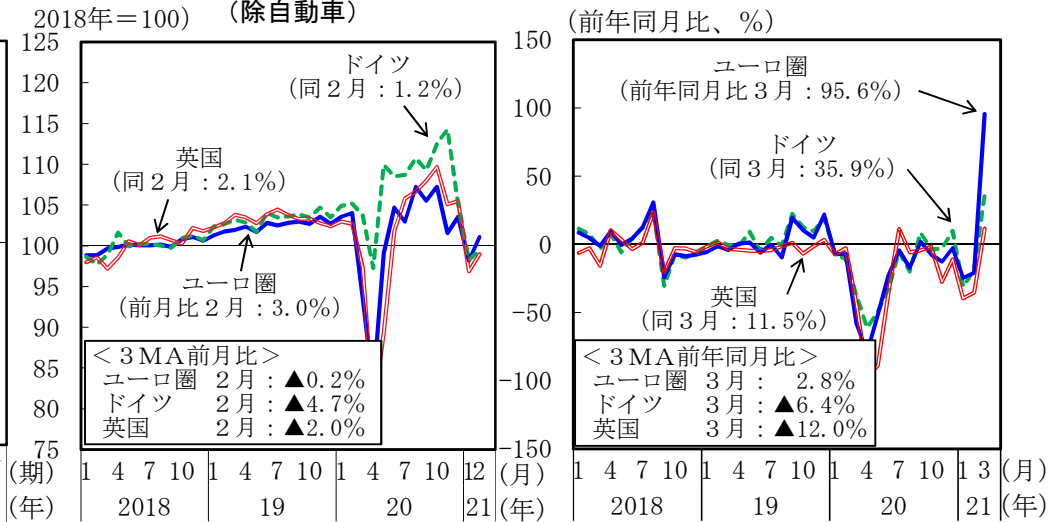 2018年＝100)
(除自動車)
125
120
115
110
105
100
95
90
85
80
75
ドイツ
(同２月：1.2%)
英国
(同２月：2.1%)
ユーロ圏
(前月比２月：3.0%)
＜３ＭＡ前月比＞
ユーロ圏 ２月：▲0.2%
ドイツ ２月：▲4.7%
英国 ２月：▲2.0%
(期)
1 4 7 10 1 4 7 10 1 4 7 10 12
(月)
(年)
2018 19 20 21
(年)
(前年同月比、%)
150
100
50
0
−50
−100
−150
ユーロ圏
(前年同月比３月：95.6%)
ドイツ
(同３月：35.9%)
英国
(同３月：11.5%)
＜３ＭＡ前年同月比＞
ユーロ圏 ３月： 2.8%
ドイツ ３月：▲6.4%
英国 ３月：▲12.0%
1 4 7 10 1 4 7 10 1 4 7 10 1 3
(月)
2018 19 20 21
(年)